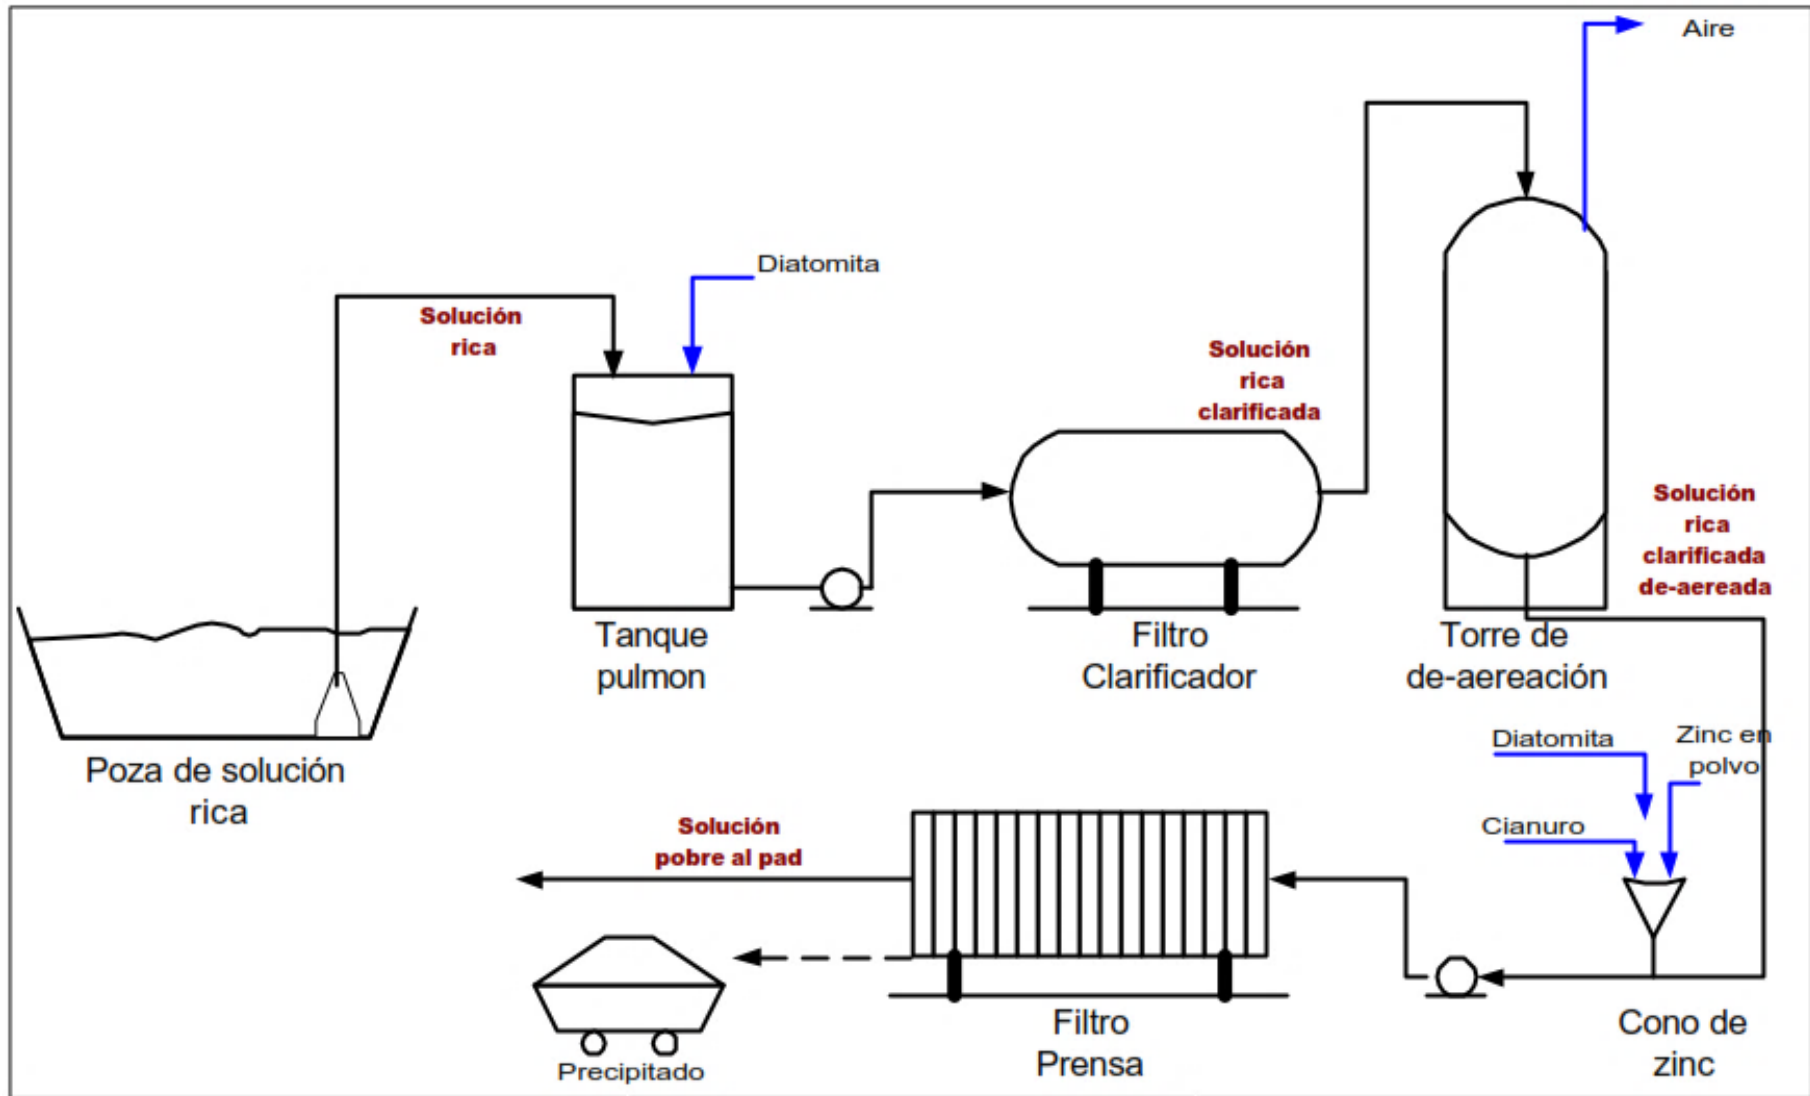 Aire
Diatomita
Solución
rica
Solución
rica
clarificada
Solución
rica
clarificada
de-aereada
Tanque
pulmon
Filtro
Clarificador
Torre de
de-aereación
Poza de solución
rica
Diatomita
Zinc en
polvo
Cianuro
Solución
pobre al pad
Precipitado
Filtro
Prensa
Cono de
zinc